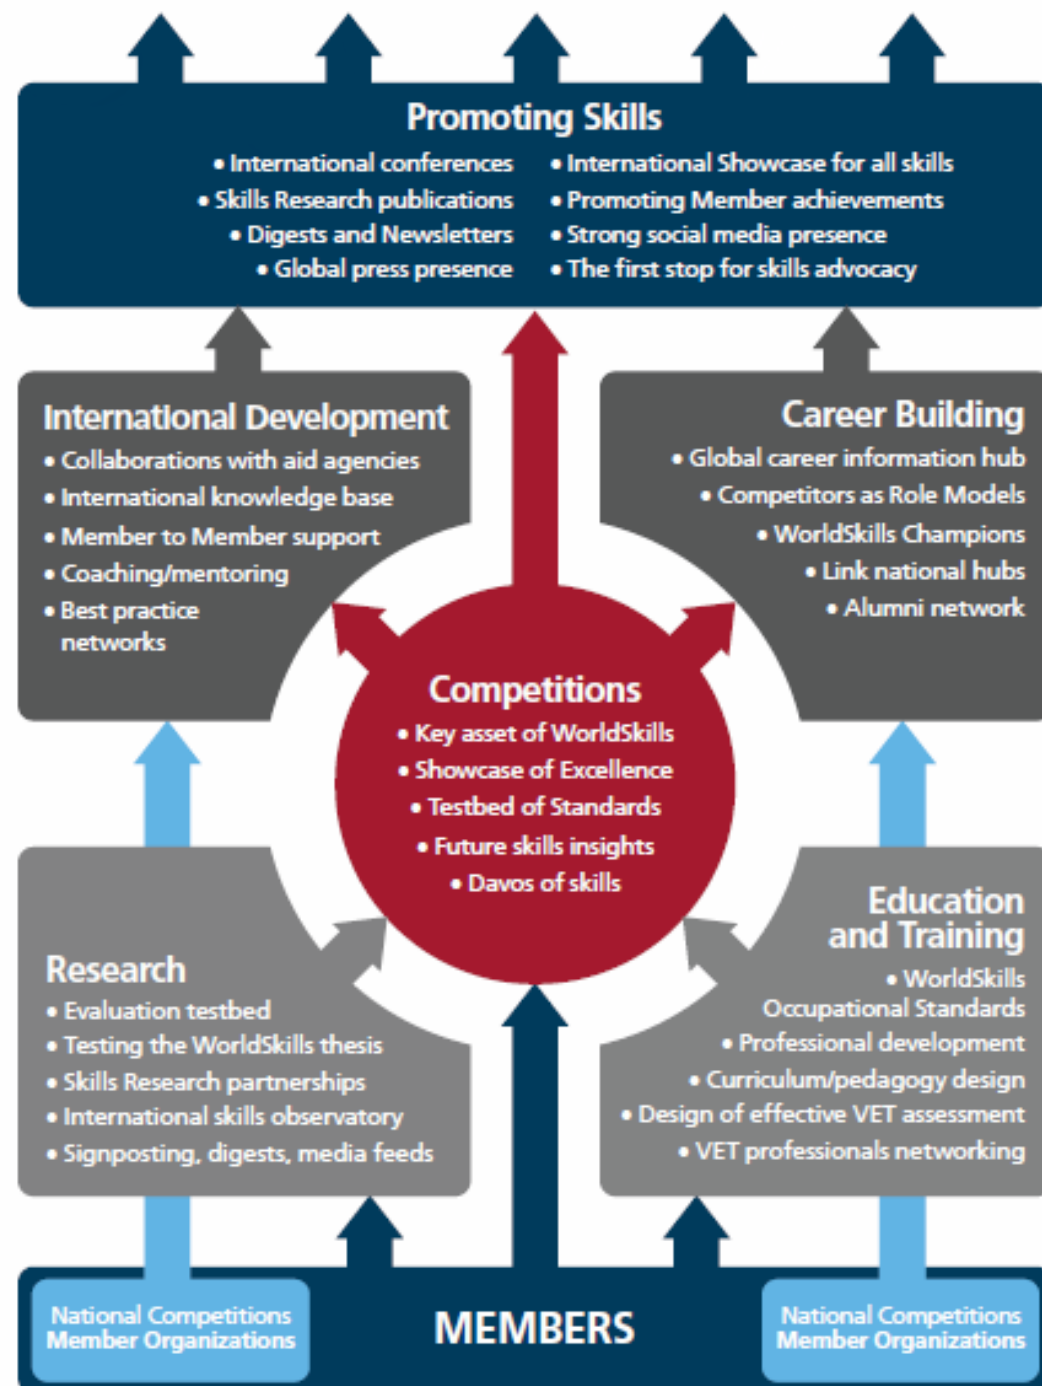 Promoting Skills
• International conferences
• Skills Research publications
• Digests and Newsletters
• Global press presence
• International Showcase for all skills
• Promoting Member achievements
• Strong social media presence
• The first stop for skills advocacy
International Development
• Collaborations with aid agencies
• International knowledge base
• Member to Member support
• Coaching/mentoring
• Best practice
networks
Career Building
• Global career information hub
• Competitors as Role Models
• WorldSkills Champions
• Link national hubs
• Alumni network
Competitions
• Key asset of WorldSkills
• Showcase of Excellence
• Testbed of Standards
• Future skills insights
• Davos of skills
Research
• Evaluation testbed
• Testing the WorldSkills thesis
• Skills Research partnerships
• International skills observatory
• Signposting, digests, media feeds
Education
and Training
• WorldSkills
Occupational Standards
• Professional development
• Curriculum/pedagogy design
• Design of effective VET assessment
• VET professionals networking
National Competitions
Member Organizations
MEMBERS
National Competitions
Member Organizations